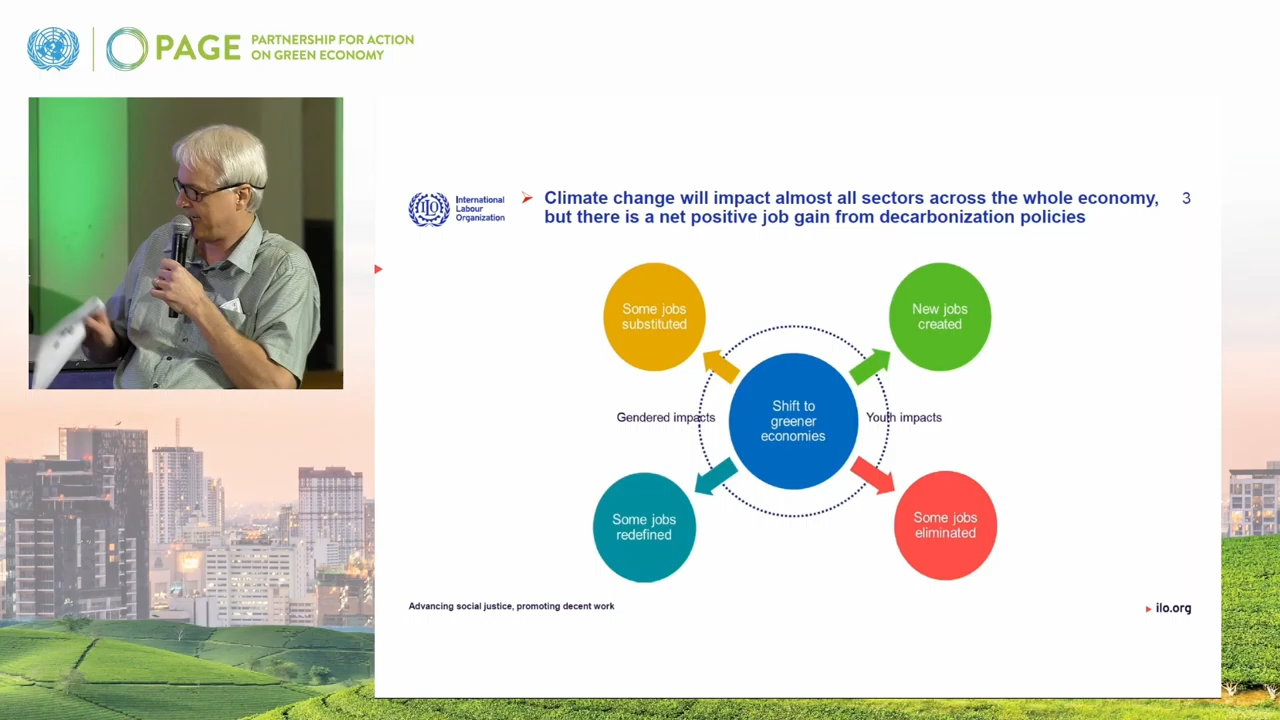 PAGE
PARTNERSHIP FOR ACTION
ON GREEN ECONOMY
International
Labour
Organization
Climate change will impact almost all sectors across the whole economy,
but there is a net positive job gain from decarbonization policies
3
Some jobs
substituted
New jobs
created
Gendered impacts
Shift to
greener
economies
Youth impacts
Some jobs
redefined
Some jobs
eliminated
Advancing social justice, promoting decent work
ilo.org